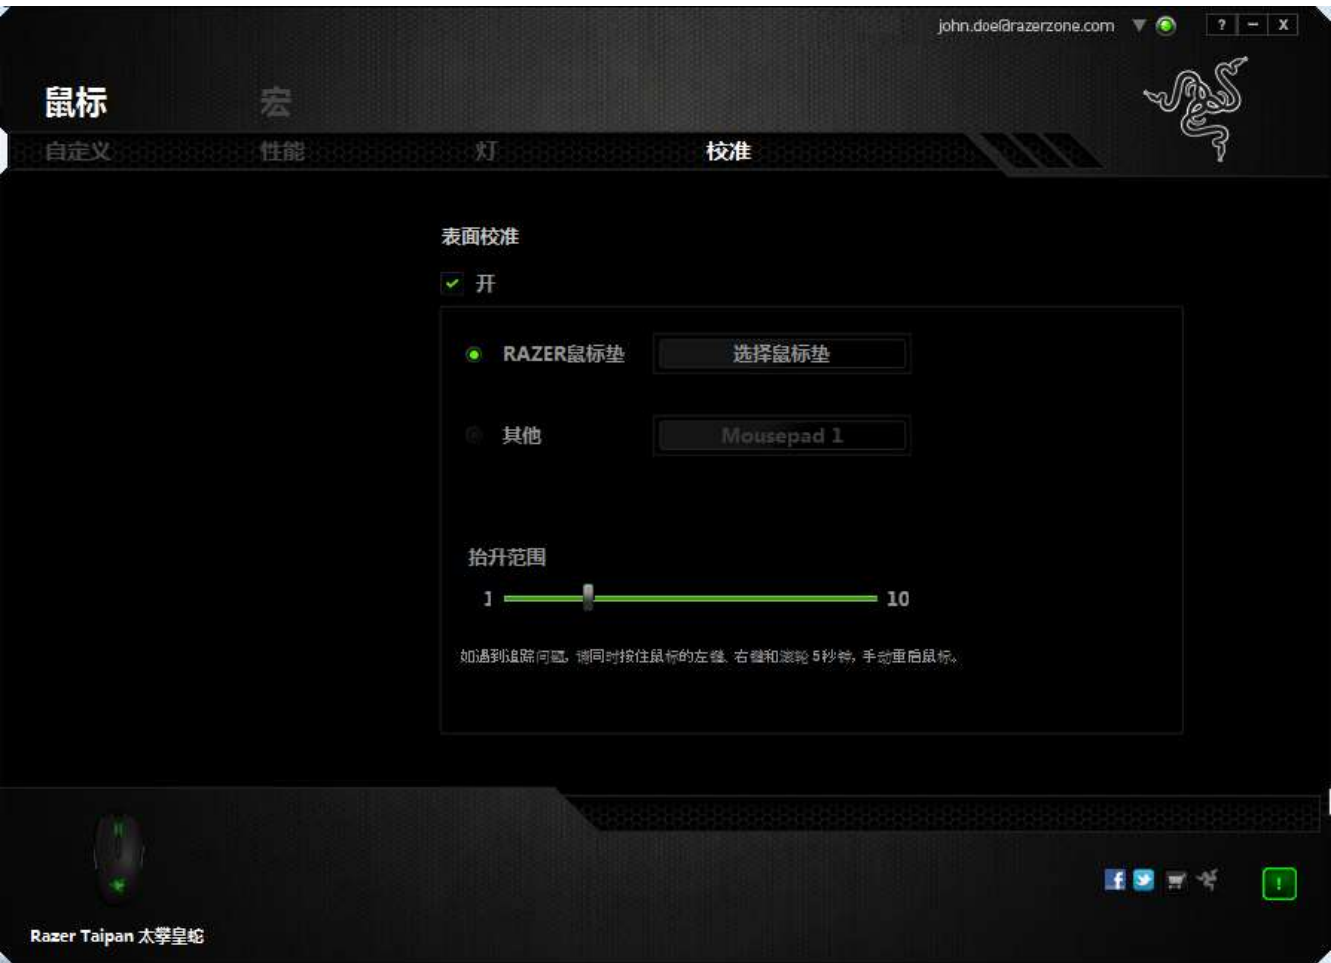 john.doe@razerzone.com
? - X
鼠标 宏
自定义 性能 灯 校准
表面校准
开
RAZER鼠标垫 选择鼠标垫
其他 Mousepad 1
抬升范围
1 10
如遇到追踪问题, 请同时按住鼠标的左键、右键和滚轮 5秒钟, 手动重启鼠标。
f
!
Razer Taipan 太攀皇蛇